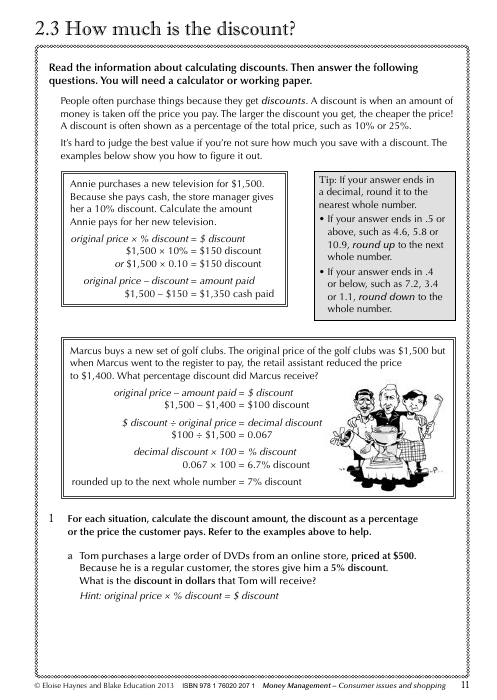 2.3 How much is the discount?
Read the information about calculating discounts. Then answer the following
questions. You will need a calculator or working paper.
People often purchase things because they get discounts. A discount is when an amount of
money is taken off the price you pay. The larger the discount you get, the cheaper the price!
A discount is often shown as a percentage of the total price, such as 10% or 25%.
It's hard to judge the best value if you're not sure how much you save with a discount. The
examples below show you how to figure it out.
Annie purchases a new television for $1,500.
Because she pays cash, the store manager gives
her a 10% discount. Calculate the amount
Annie pays for her new television.
original price × % discount = $ discount
$1,500 × 10% = $150 discount
or $1,500 × 0.10 = $150 discount
original price – discount = amount paid
$1,500 – $150 = $1,350 cash paid
Tip: If your answer ends in
a decimal, round it to the
nearest whole number.
• If your answer ends in .5 or
above, such as 4.6, 5.8 or
10.9, round up to the next
whole number.
• If your answer ends in .4
or below, such as 7.2, 3.4
or 1.1, round down to the
whole number.
Marcus buys a new set of golf clubs. The original price of the golf clubs was $1,500 but
when Marcus went to the register to pay, the retail assistant reduced the price
to $1,400. What percentage discount did Marcus receive?
original price – amount paid = $ discount
$1,500 – $1,400 = $100 discount
$ discount ÷ original price = decimal discount
$100 ÷ $1,500 = 0.067
decimal discount × 100 = % discount
0.067 × 100 = 6.7% discount
rounded up to the next whole number = 7% discount
1 For each situation, calculate the discount amount, the discount as a percentage
or the price the customer pays. Refer to the examples above to help.
a Tom purchases a large order of DVDs from an online store, priced at $500.
Because he is a regular customer, the stores give him a 5% discount.
What is the discount in dollars that Tom will receive?
Hint: original price × % discount = $ discount
© Eloise Haynes and Blake Education 2013 ISBN 978 1 76020 207 1 Money Management – Consumer issues and shopping 11